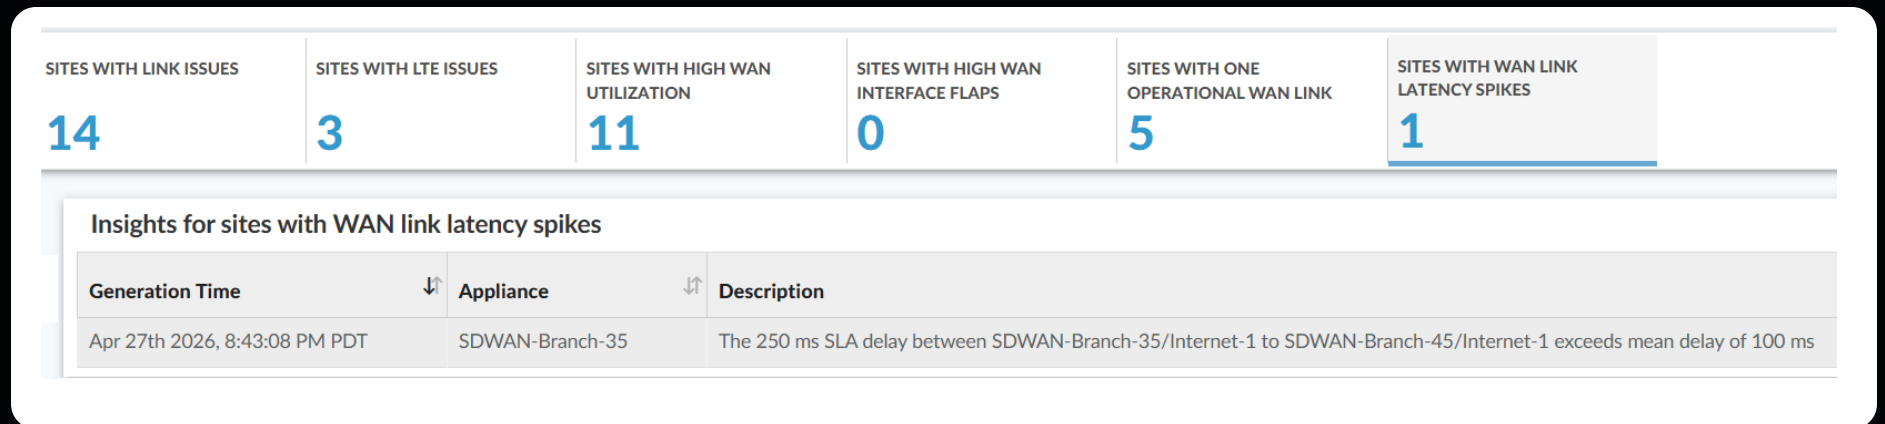 SITES WITH LINK ISSUES
14
SITES WITH LTE ISSUES
3
SITES WITH HIGH WAN
UTILIZATION
11
SITES WITH HIGH WAN
INTERFACE FLAPS
0
SITES WITH ONE
OPERATIONAL WAN LINK
5
SITES WITH WAN LINK
LATENCY SPIKES
1
Insights for sites with WAN link latency spikes
Generation Time Appliance Description
Apr 27th 2026, 8:43:08 PM PDT SDWAN-Branch-35 The 250 ms SLA delay between SDWAN-Branch-35/Internet-1 to SDWAN-Branch-45/Internet-1 exceeds mean delay of 100 ms